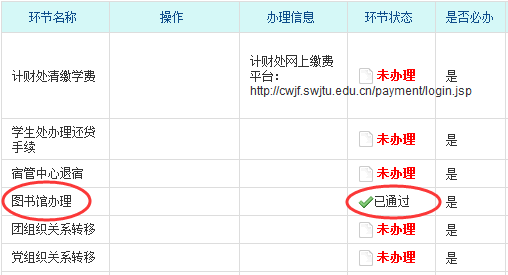 环节名称 操作 办理信息 环节状态 是否必办
计财处清缴学费 计财处网上缴费 未办理 是
平台：
http://cwjf.swjtu.edu.cn/payment/login.jsp
学生处办理还贷 未办理 是
手续
宿管中心退宿 未办理 是
图书馆办理 已通过 是
团组织关系转移 未办理 是
党组织关系转移 未办理 是